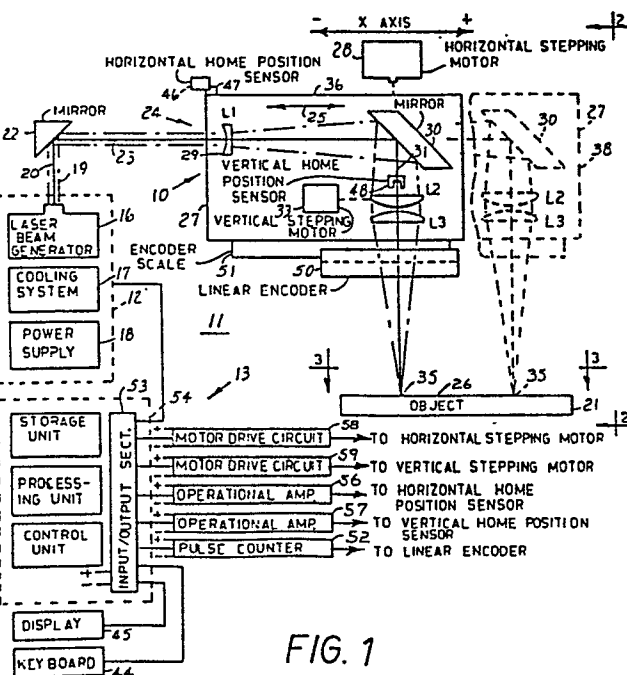 - X AXIS + 2
28
HORIZONTAL STEPPING MOTOR
HORIZONTAL HOME POSITION SENSOR
46 47 36
MIRROR
22 24 L1 25 MIRROR 30 30 27
23 29 31 38
20 19 10
VERTICAL HOME POSITION SENSOR
48 L2 L2
33 L3 L3
VERTICAL STEPPING MOTOR
27
LASER BEAM GENERATOR 16
ENCODER SCALE 51 50
LINEAR ENCODER
COOLING SYSTEM 17
12
11
POWER SUPPLY 18
53 54 13
3 35 26 35 3
OBJECT 21
2
STORAGE UNIT
PROCESSING UNIT
CONTROL UNIT
+
-
INPUT/OUTPUT SECT.
+ - MOTOR DRIVE CIRCUIT 58 TO HORIZONTAL STEPPING MOTOR
+ - MOTOR DRIVE CIRCUIT 59 TO VERTICAL STEPPING MOTOR
+ - OPERATIONAL AMP. 56 TO HORIZONTAL HOME POSITION SENSOR
+ - OPERATIONAL AMP. 57 TO VERTICAL HOME POSITION SENSOR
+ - PULSE COUNTER 52 TO LINEAR ENCODER
DISPLAY 45
KEYBOARD 44
FIG. 1